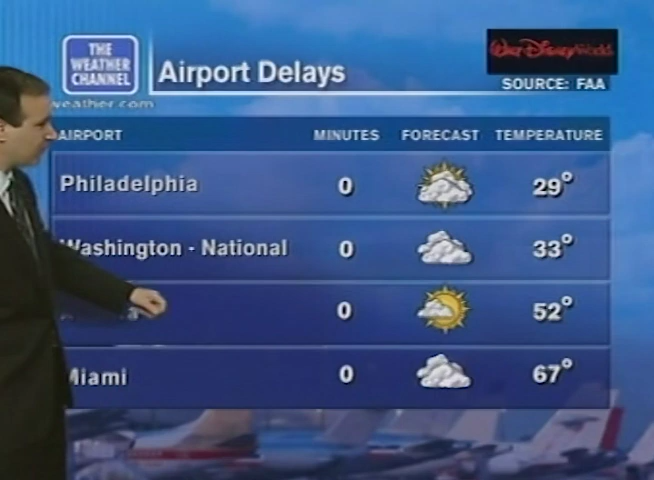 THE
WEATHER
CHANNEL
weather.com
Airport Delays
Walt Disney World
SOURCE: FAA
AIRPORT MINUTES FORECAST TEMPERATURE
Philadelphia 0 29°
Washington - National 0 33°
0 52°
Miami 0 67°